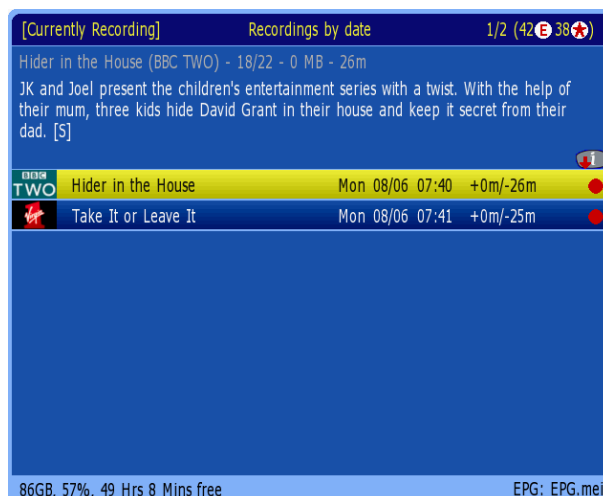 [Currently Recording] Recordings by date 1/2 (42 E 38 ★)
Hider in the House (BBC TWO) - 18/22 - 0 MB - 26m
JK and Joel present the children's entertainment series with a twist. With the help of
their mum, three kids hide David Grant in their house and keep it secret from their
dad. [S]
i
BBC
TWO Hider in the House Mon 08/06 07:40 +0m/-26m
Take It or Leave It Mon 08/06 07:41 +0m/-25m
86GB, 57%, 49 Hrs 8 Mins free EPG: EPG.mei